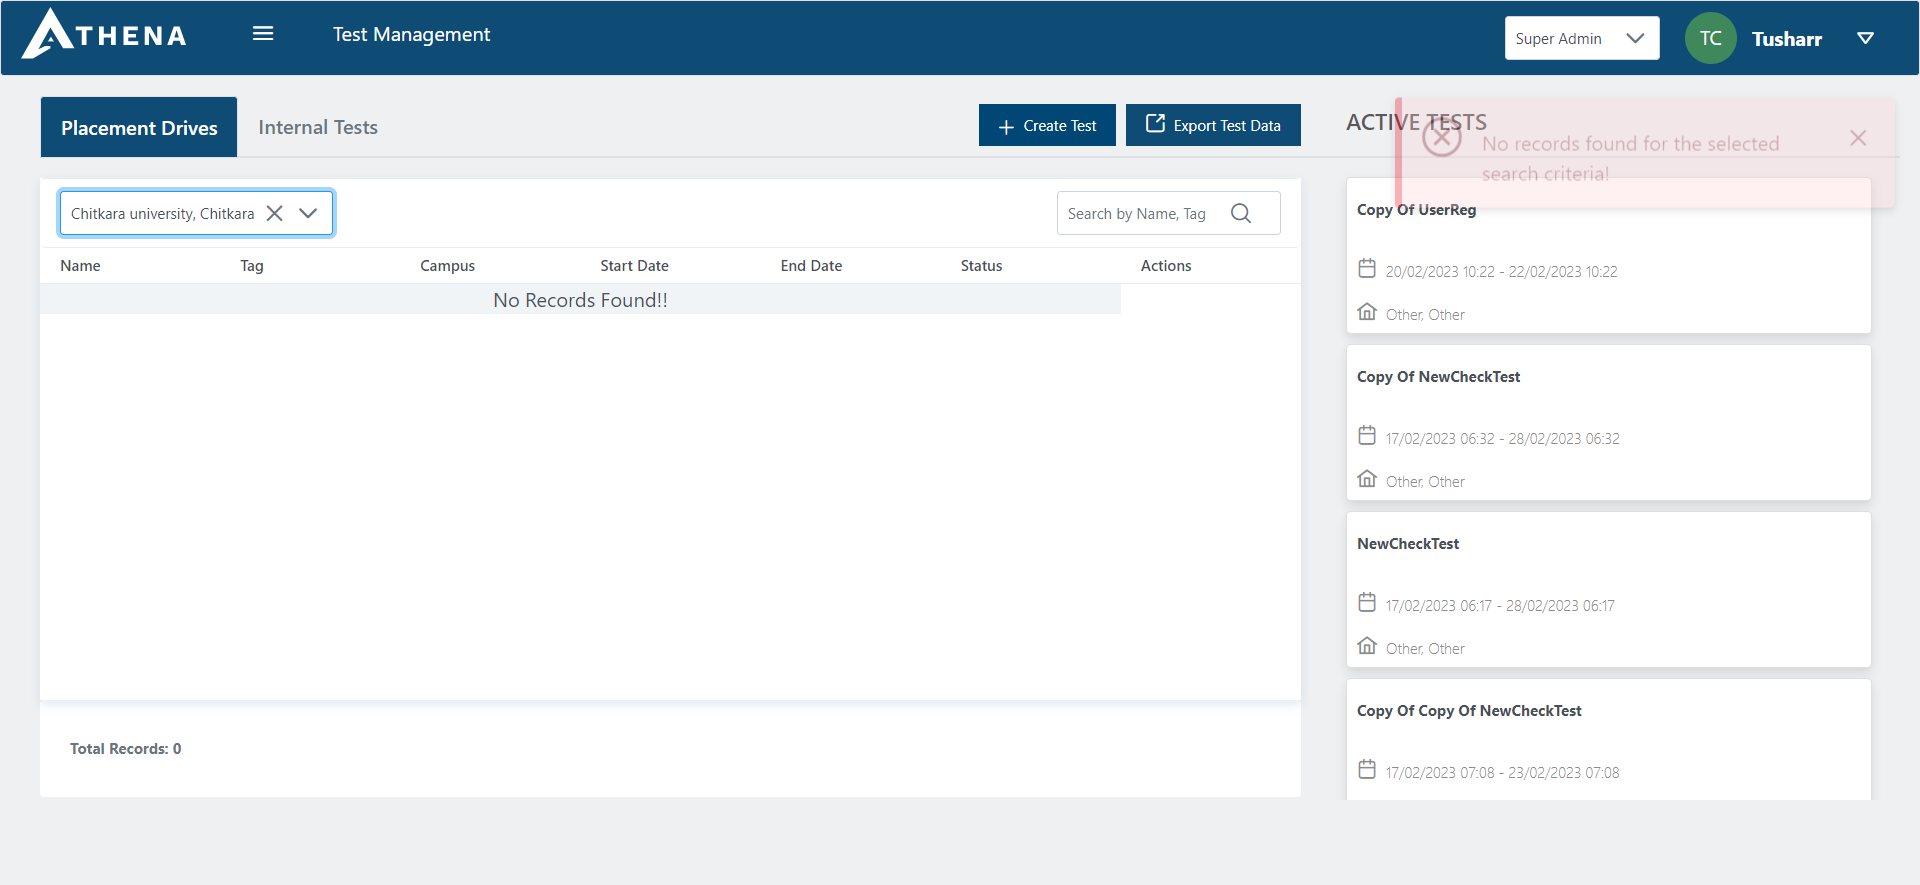 ATHENA
Test Management
Super Admin
TC
Tusharr
Placement Drives
Internal Tests
Create Test
Export Test Data
ACTIVE TESTS
No records found for the selected
search criteria!
Chitkara university, Chitkara
Search by Name, Tag
Name Tag Campus Start Date End Date Status Actions
No Records Found!!
Total Records: 0
Copy Of UserReg
20/02/2023 10:22 - 22/02/2023 10:22
Other, Other
Copy Of NewCheckTest
17/02/2023 06:32 - 28/02/2023 06:32
Other, Other
NewCheckTest
17/02/2023 06:17 - 28/02/2023 06:17
Other, Other
Copy Of Copy Of NewCheckTest
17/02/2023 07:08 - 23/02/2023 07:08